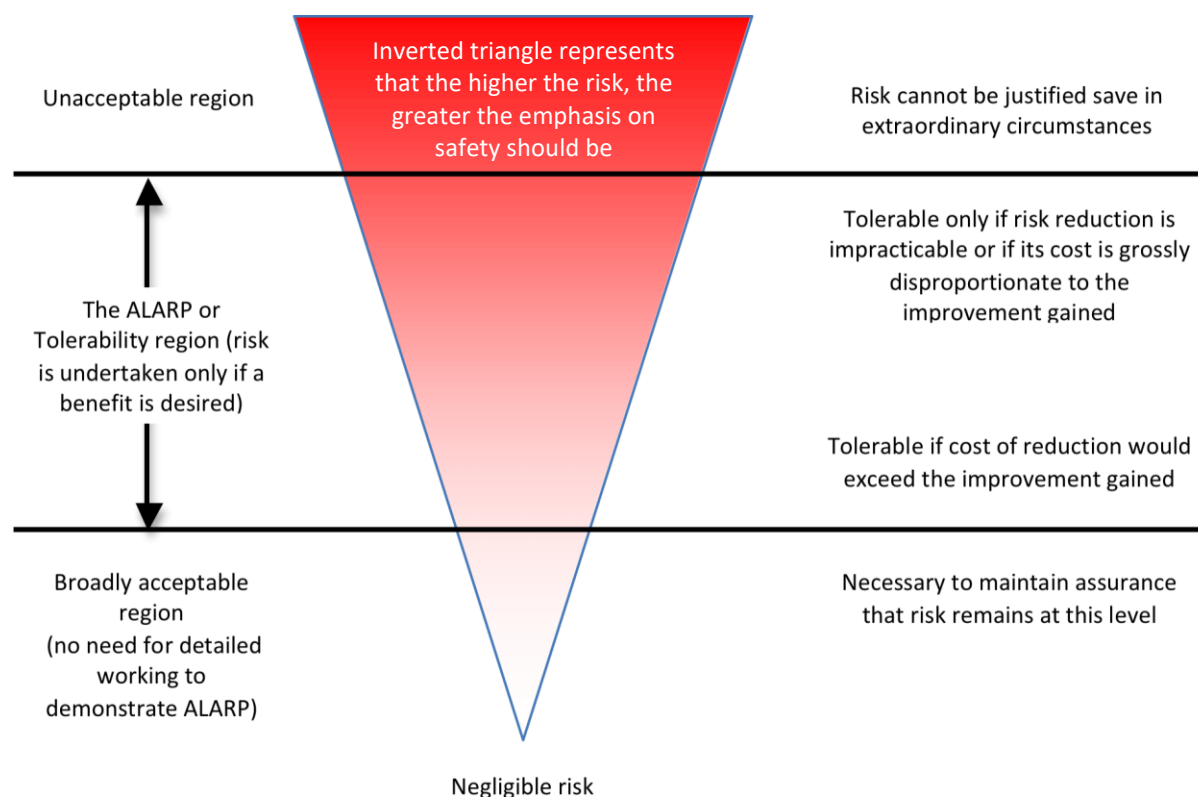 Unacceptable region
Inverted triangle represents
that the higher the risk, the
greater the emphasis on
safety should be
Risk cannot be justified save in
extraordinary circumstances
The ALARP or
Tolerability region (risk
is undertaken only if a
benefit is desired)
Tolerable only if risk reduction is
impracticable or if its cost is grossly
disproportionate to the
improvement gained
Tolerable if cost of reduction would
exceed the improvement gained
Broadly acceptable
region
(no need for detailed
working to
demonstrate ALARP)
Necessary to maintain assurance
that risk remains at this level
Negligible risk